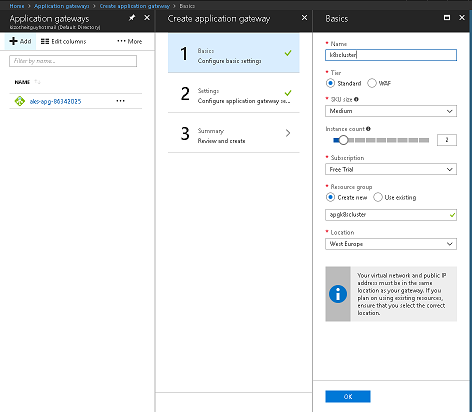 Home > Application gateways > Create application gateway > Basics
Application gateways
(Default Directory)
+ Add
Edit columns
••• More
Filter by name...
NAME ↑↓
aks-apg-86342025
•••
Create application gateway
1
Basics
Configure basic settings
2
Settings
Configure application gateway se...
3
Summary
Review and create
Basics
* Name
k8scluster
* Tier
Standard
WAF
* SKU size
Medium
Instance count
2
* Subscription
Free Trial
* Resource group
Create new
Use existing
apgk8scluster
* Location
West Europe
Your virtual network and public IP
address must be in the same
location as your gateway. If you
plan on using existing resources,
ensure that you select the correct
location.
OK